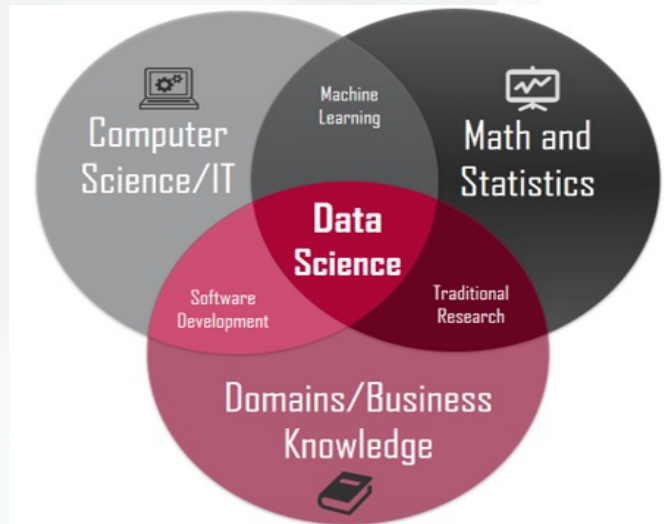 Machine
Learning
Computer
Science/IT
Math and
Statistics
Data
Science
Software
Development
Traditional
Research
Domains/Business
Knowledge